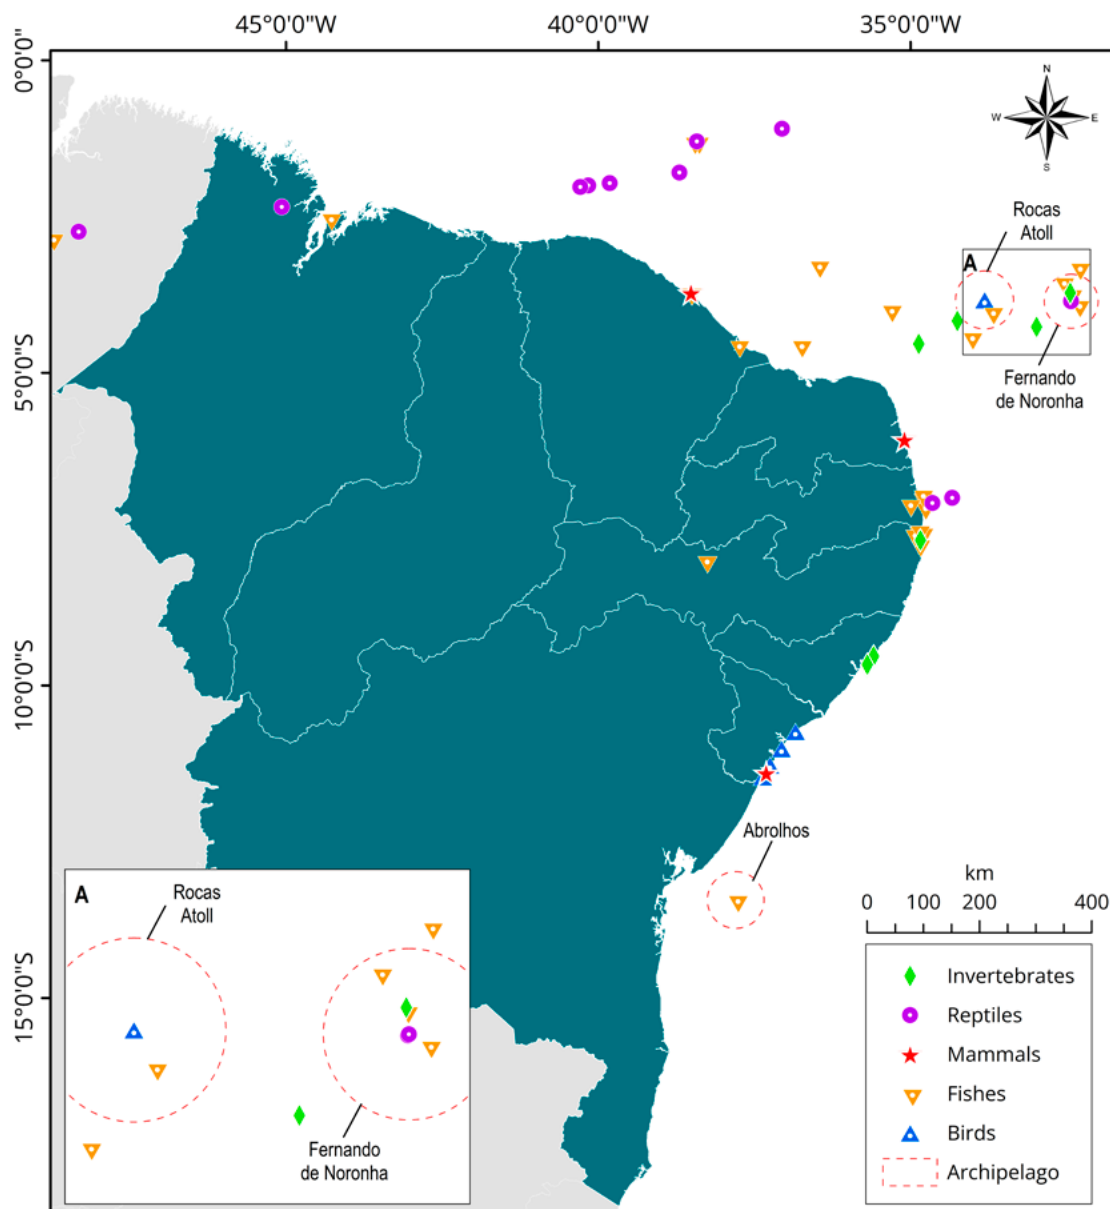 45°0'0"W
40°0'0"W
35°0'0"W
0°0'0"
5°0'0"S
10°0'0"S
15°0'0"S
N
W
E
S
Rocas
Atoll
A
Fernando
de Noronha
Abrolhos
A
Rocas
Atoll
Fernando
de Noronha
km
0 100 200 400
Invertebrates
Reptiles
Mammals
Fishes
Birds
Archipelago